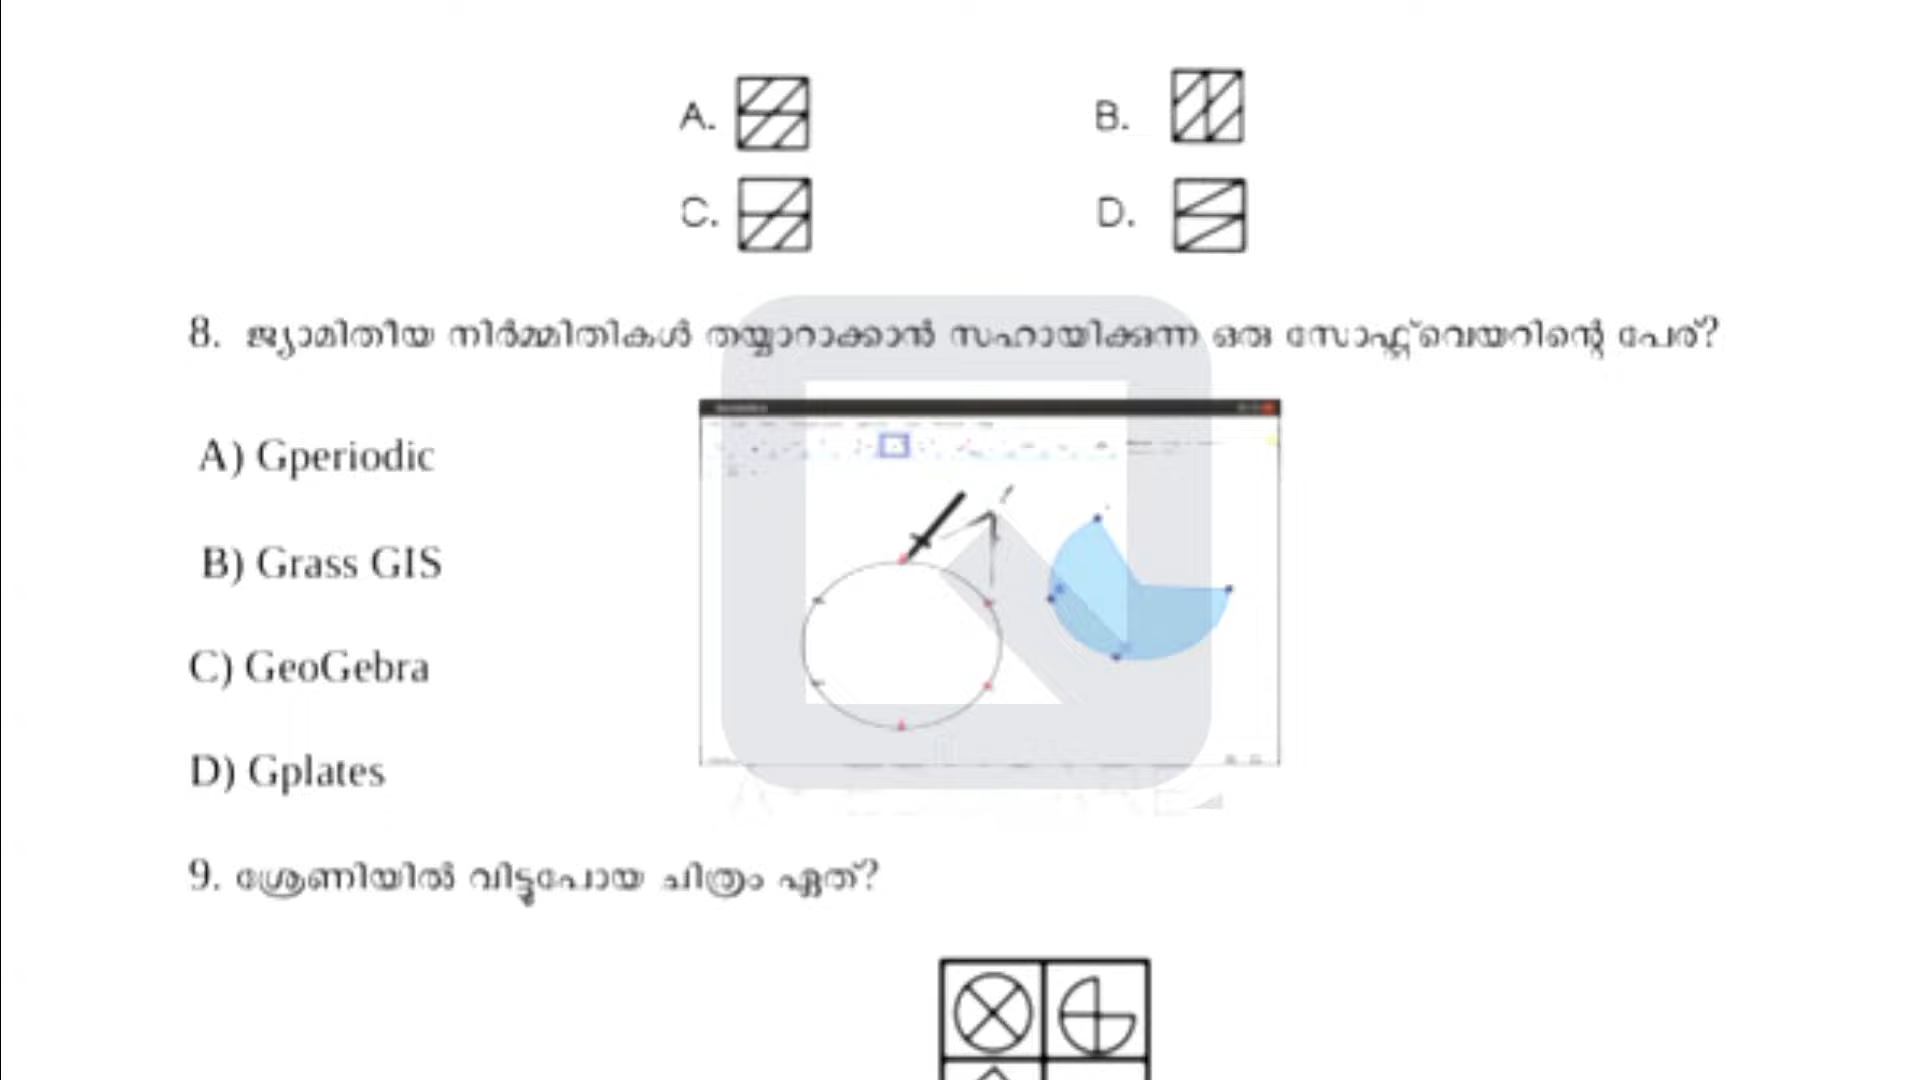 A.
B.
C.
D.
8. ജ്യാമിതീയ നിർമ്മിതികൾ തയ്യാറാക്കാൻ സഹായിക്കുന്ന ഒരു സോഫ്റ്റ്‌വെയറിന്റെ പേര്?
A) Gperiodic
B) Grass GIS
C) GeoGebra
D) Gplates
9. ശ്രേണിയിൽ വിട്ടുപോയ ചിത്രം ഏത്?